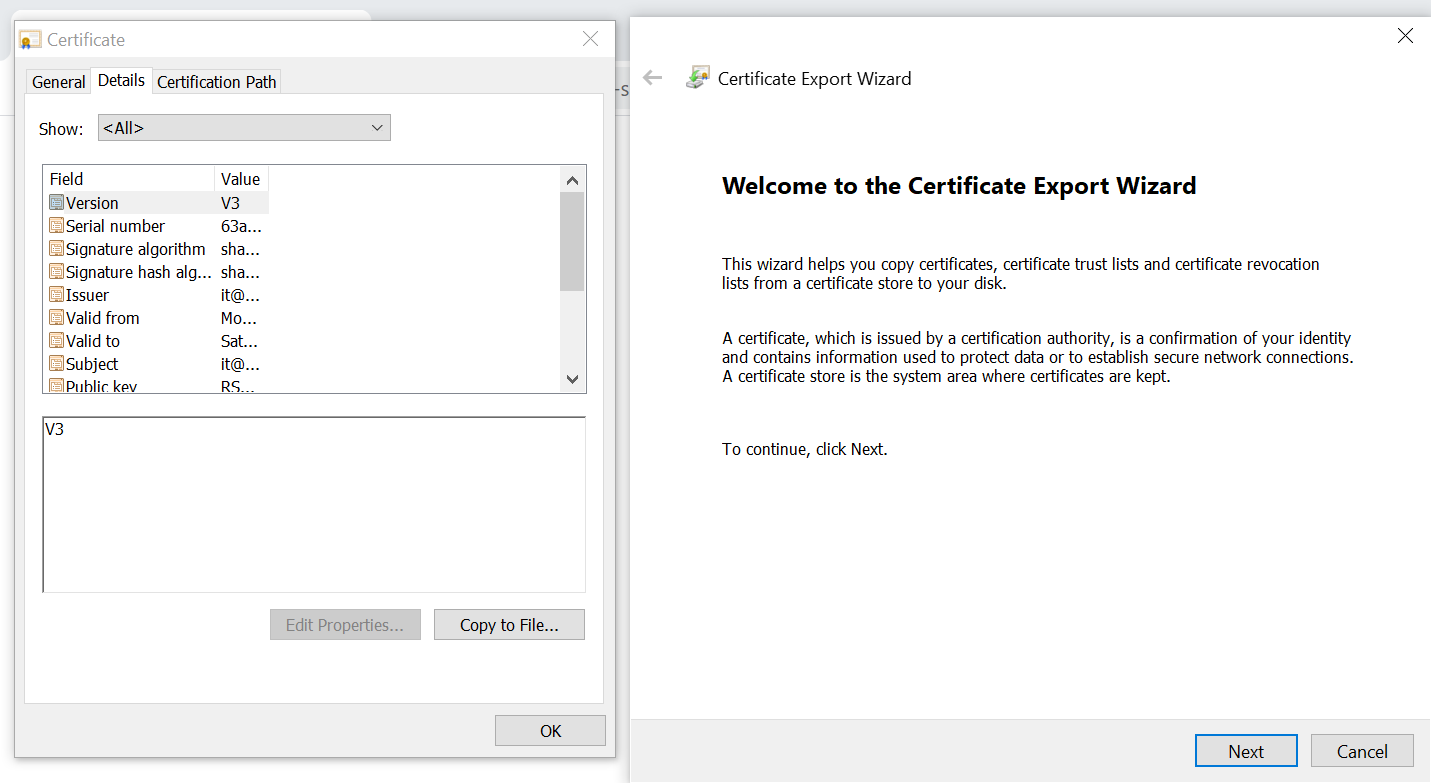 Certificate
General Details Certification Path
Show: <All>
Field Value
Version V3
Serial number 63a...
Signature algorithm sha...
Signature hash alg... sha...
Issuer it@...
Valid from Mo...
Valid to Sat...
Subject it@...
Public key RS...
V3
Edit Properties...
Copy to File...
OK
-s
Certificate Export Wizard
Welcome to the Certificate Export Wizard
This wizard helps you copy certificates, certificate trust lists and certificate revocation
lists from a certificate store to your disk.
A certificate, which is issued by a certification authority, is a confirmation of your identity
and contains information used to protect data or to establish secure network connections.
A certificate store is the system area where certificates are kept.
To continue, click Next.
Next
Cancel